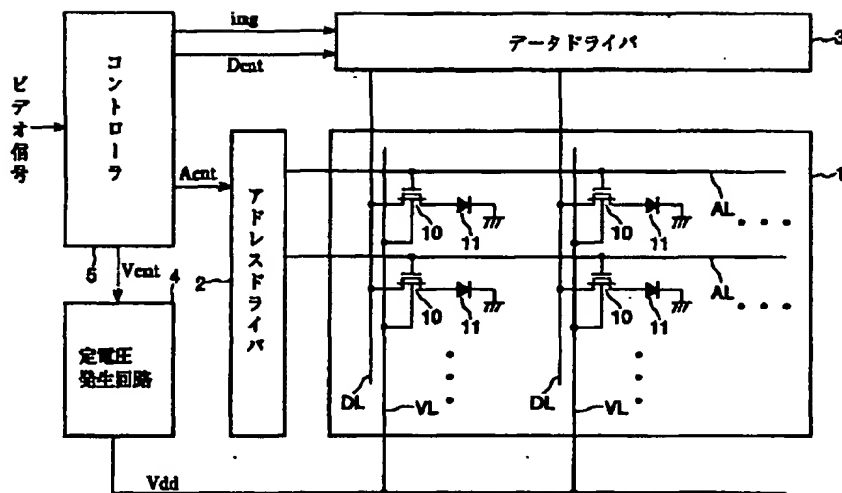 img
データドライバ
3
Dcnt
コントローラ
ビデオ信号
Acnt
アドレスドライバ
1
AL
10
11
10
11
5
Vcnt
4
2
AL
10
11
10
11
定電圧
発生回路
DL
VL
DL
VL
Vdd